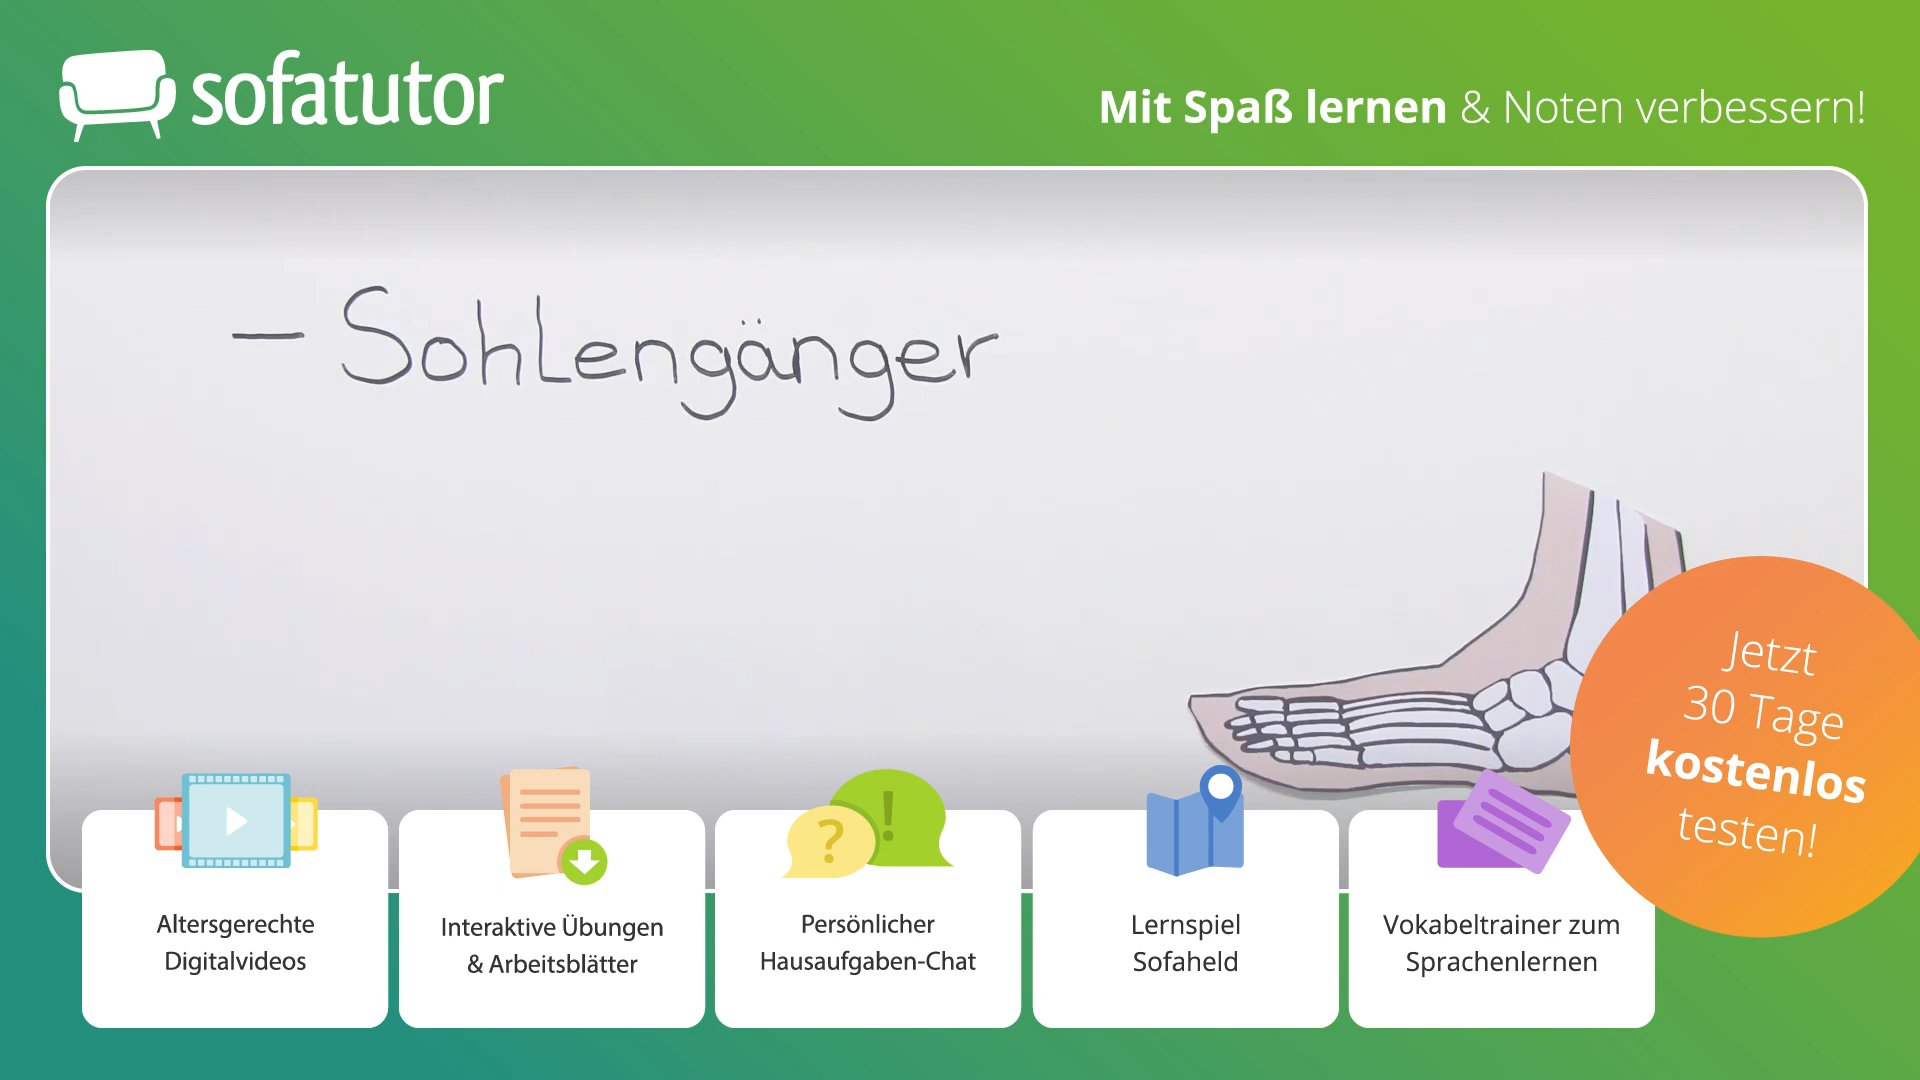 sofatutor
Mit Spaß lernen & Noten verbessern!
- Sohlengänger
Jetzt
30 Tage
kostenlos
testen!
? !
Altersgerechte
Digitalvideos
Interaktive Übungen
& Arbeitsblätter
Persönlicher
Hausaufgaben-Chat
Lernspiel
Sofaheld
Vokabeltrainer zum
Sprachenlernen